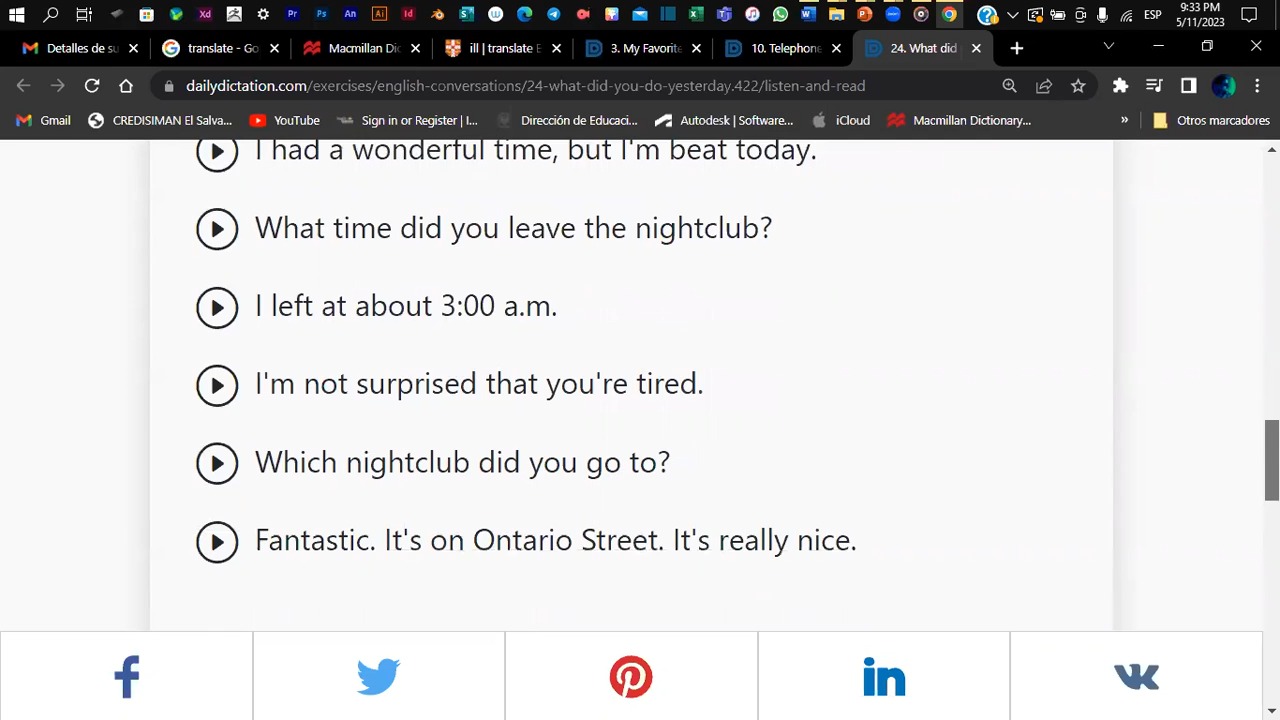 ESP
9:33 PM
5/11/2023
Detalles de su
translate - Go
Macmillan Dic
ill | translate E
3. My Favorite
10. Telephone
24. What did
dailydictation.com/exercises/english-conversations/24-what-did-you-do-yesterday.422/listen-and-read
Gmail
CREDISIMAN El Salva...
YouTube
Sign in or Register | I...
Dirección de Educaci...
Autodesk | Software...
iCloud
Macmillan Dictionary...
»
Otros marcadores
I had a wonderful time, but I'm beat today.
What time did you leave the nightclub?
I left at about 3:00 a.m.
I'm not surprised that you're tired.
Which nightclub did you go to?
Fantastic. It's on Ontario Street. It's really nice.